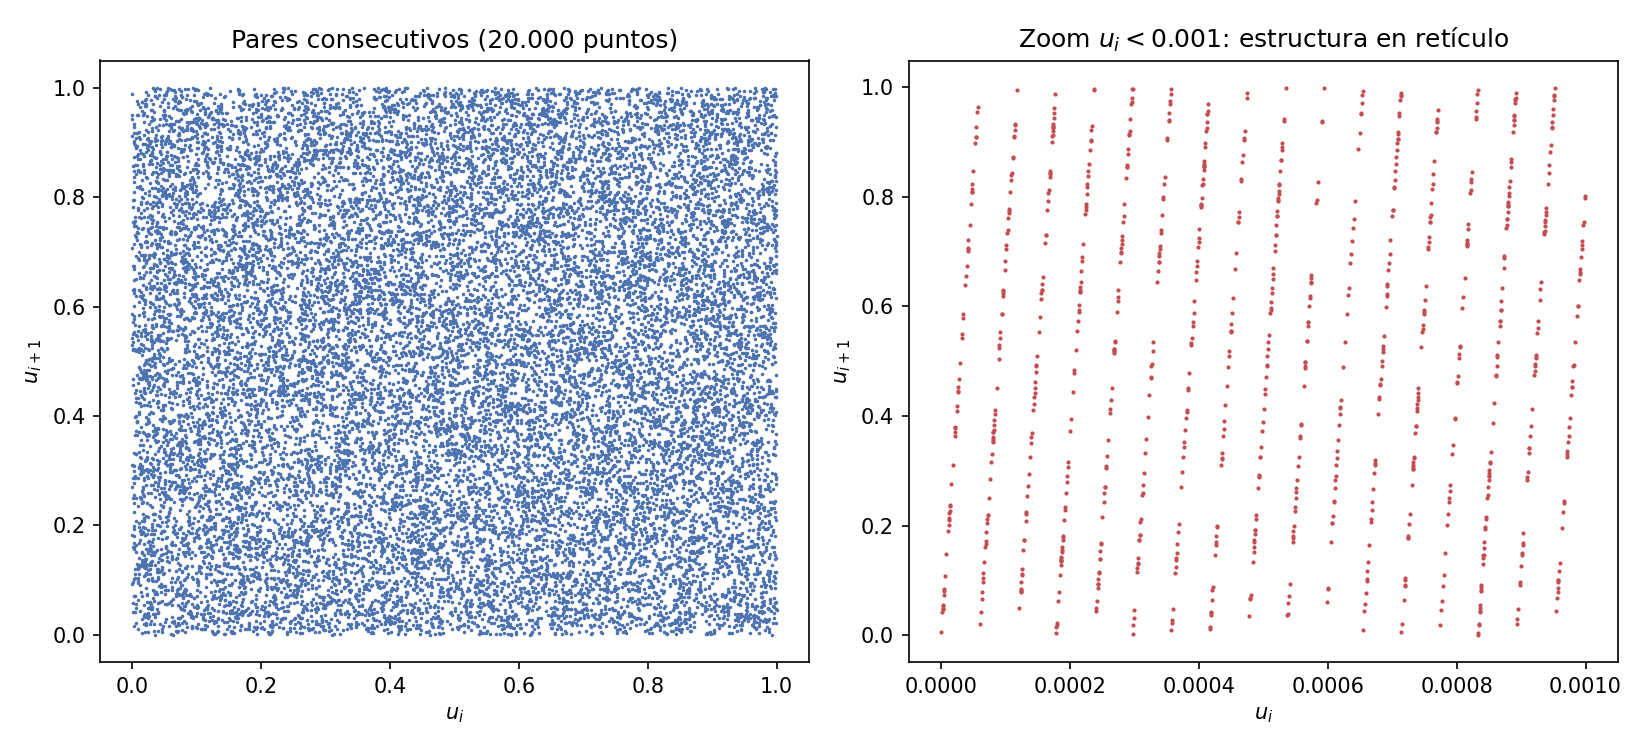 Pares consecutivos (20.000 puntos)
1.0
0.8
0.6
0.4
0.2
0.0
u_{i+1}
0.0 0.2 0.4 0.6 0.8 1.0
u_i
Zoom u_i < 0.001: estructura en retículo
1.0
0.8
0.6
0.4
0.2
0.0
u_{i+1}
0.0000 0.0002 0.0004 0.0006 0.0008 0.0010
u_i